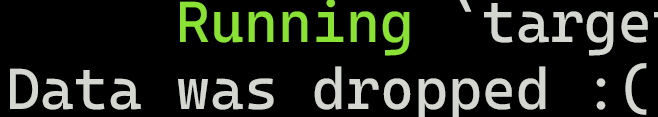 Running `targe
Data was dropped :(